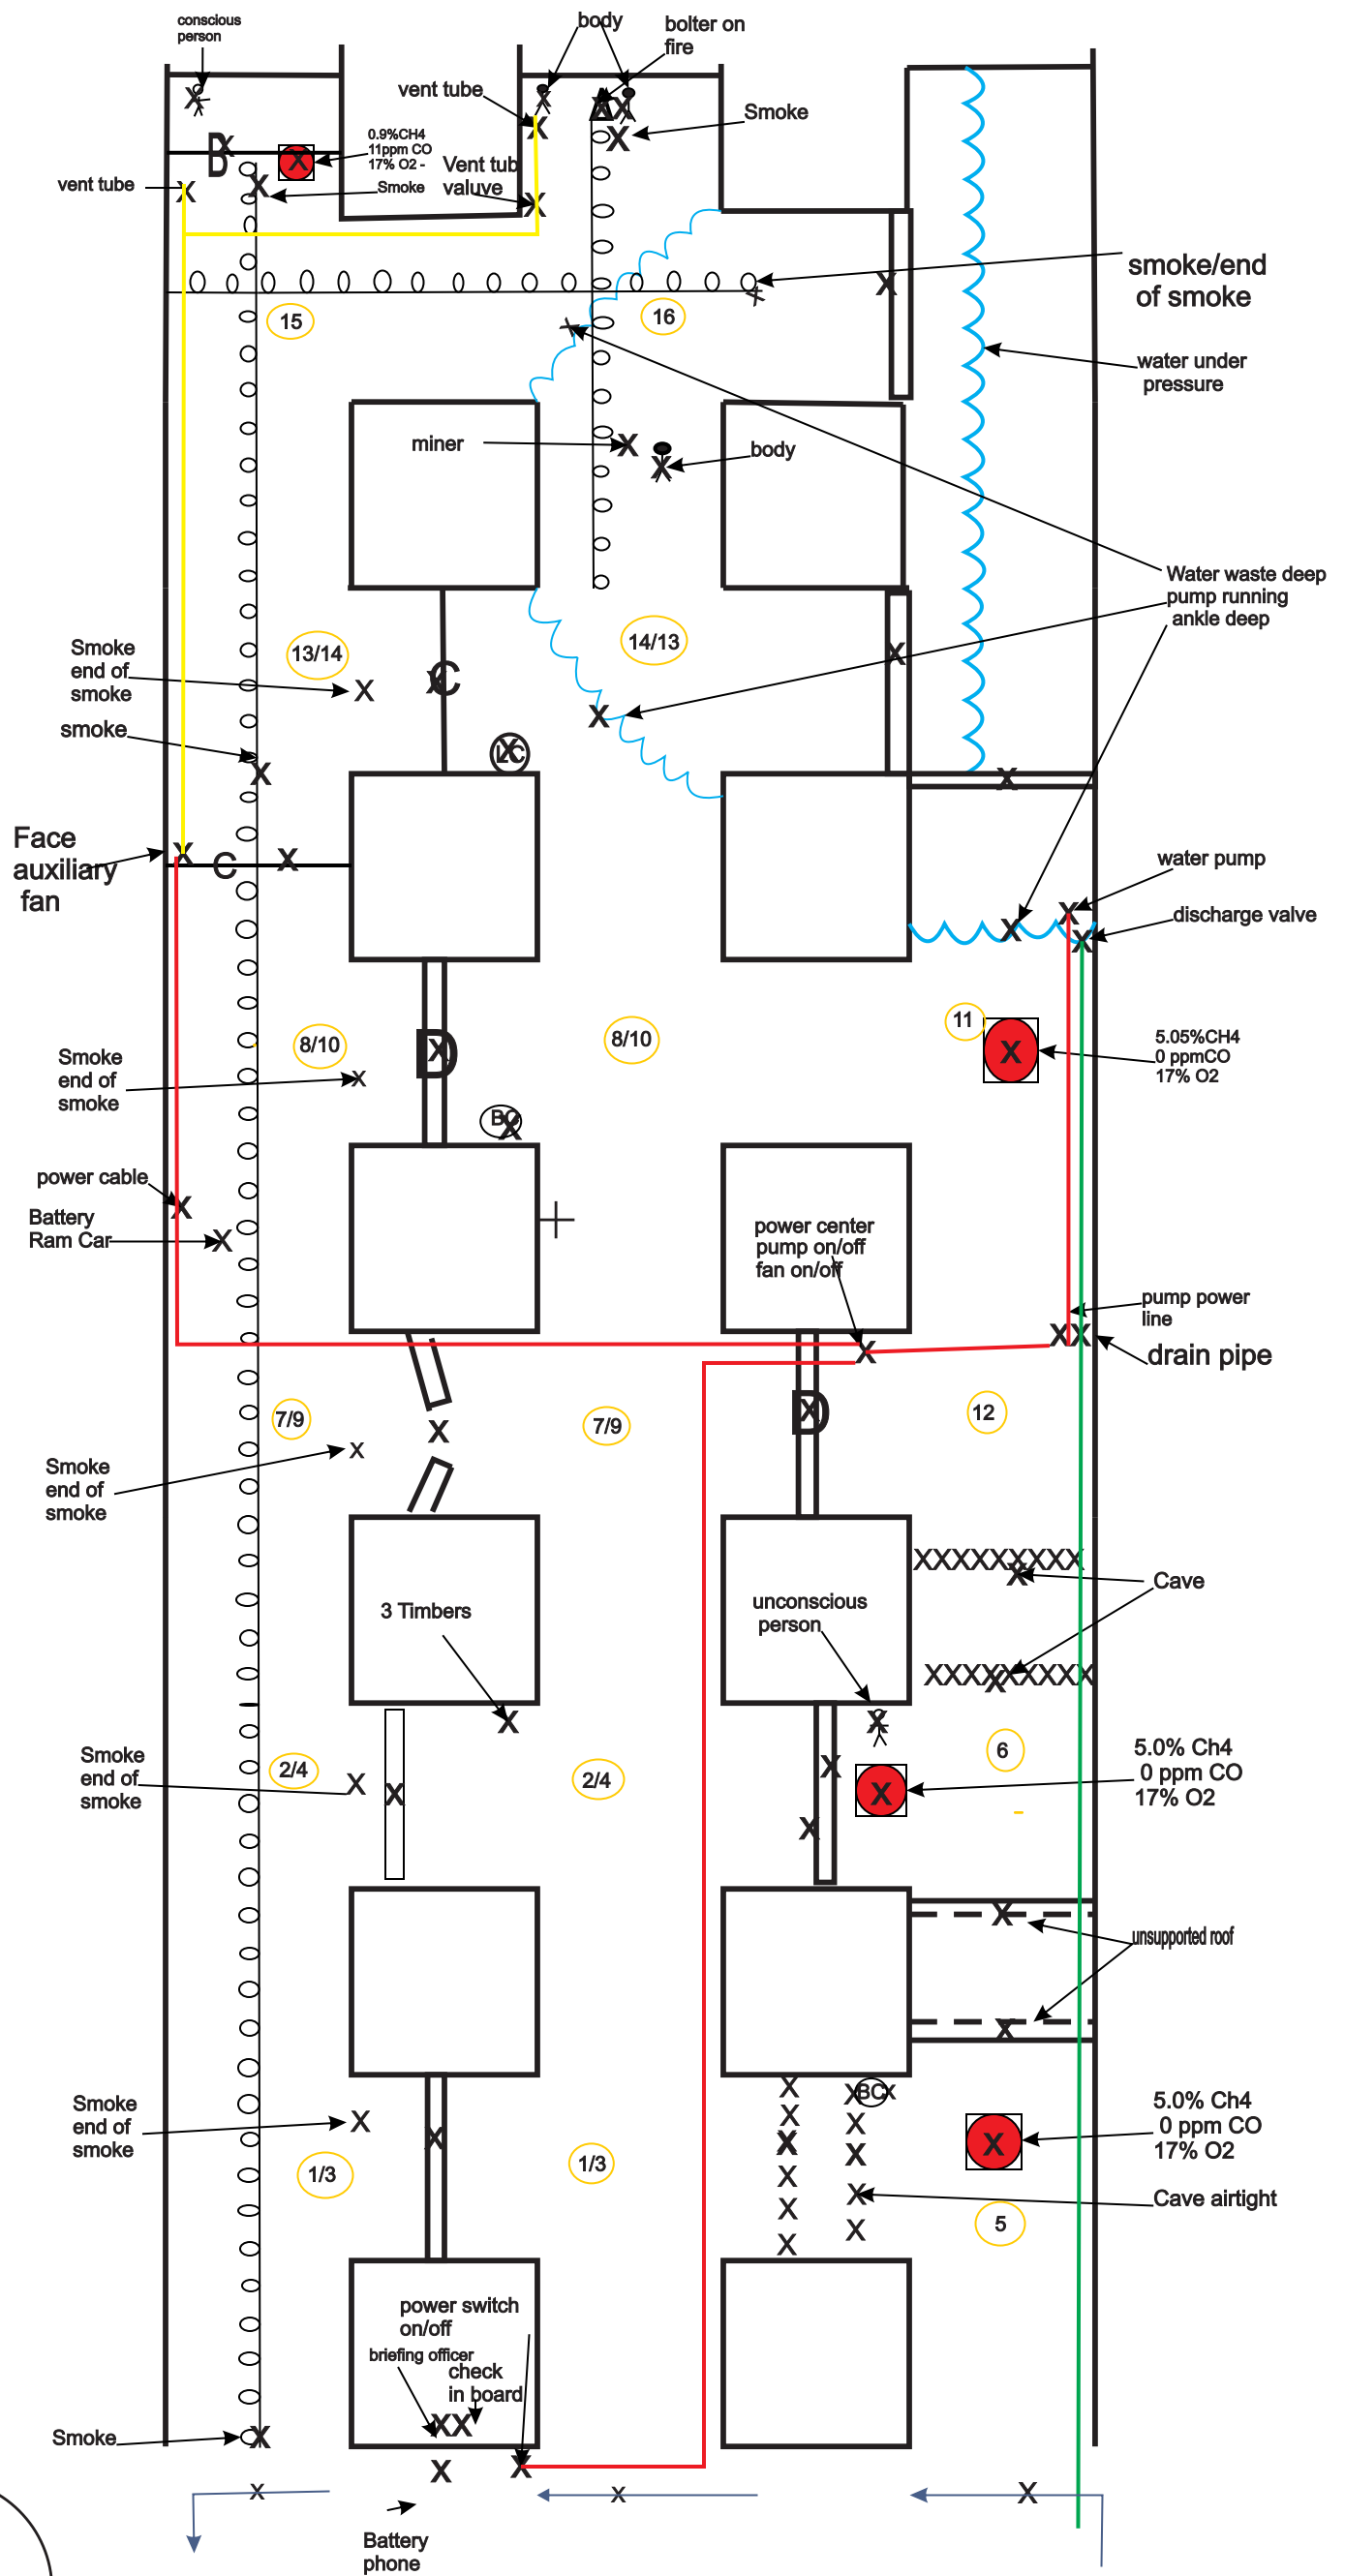 conscious
person
body
bolter on
fire
vent tube
Smoke
B
0.9%CH4
11ppm CO
17% O2 -
Smoke
Vent tub
valuve
vent tube
smoke/end
of smoke
15
16
water under
pressure
miner
body
Water waste deep
pump running
ankle deep
13/14
14/13
Smoke
end of
smoke
C
smoke
LC
Face
auxiliary
fan
C
water pump
discharge valve
8/10
8/10
11
D
5.05%CH4
0 ppmCO
17% O2
Smoke
end of
smoke
BC
power cable
Battery
Ram Car
power center
pump on/off
fan on/off
pump power
line
XX
drain pipe
7/9
7/9
D
12
Smoke
end of
smoke
XXXXXXXXX
Cave
3 Timbers
unconscious
person
XXXXXXXXX
2/4
2/4
6
Smoke
end of
smoke
5.0% Ch4
0 ppm CO
17% O2
unsupported roof
BC
Smoke
end of
smoke
1/3
1/3
5.0% Ch4
0 ppm CO
17% O2
Cave airtight
5
power switch
on/off
briefing officer
check
in board
XX
Smoke
Battery
phone